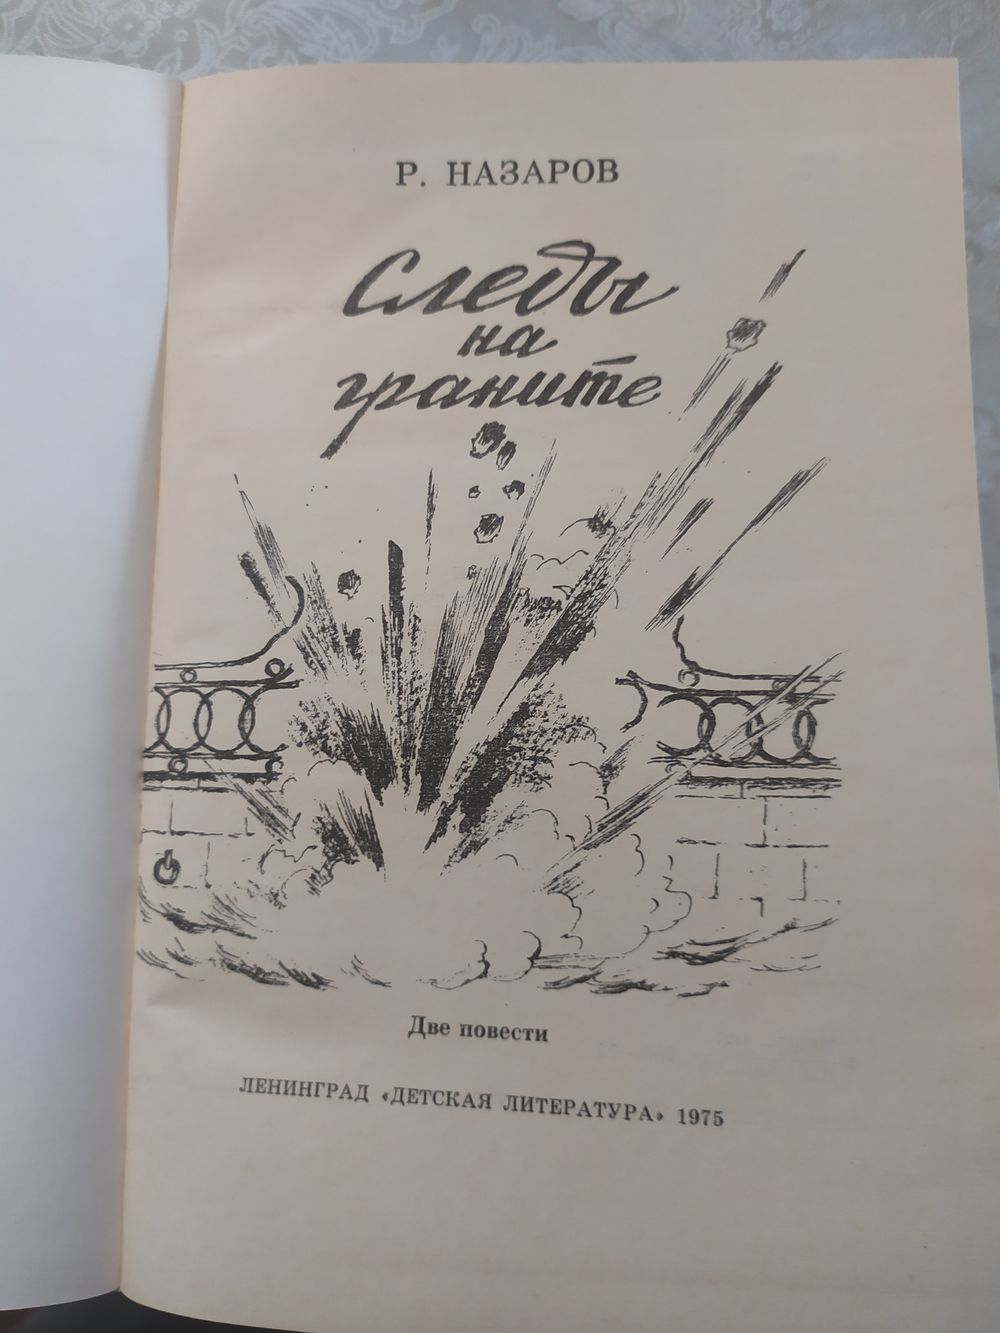 Р. НАЗАРОВ
Следы
на
граните
Две повести
ЛЕНИНГРАД «ДЕТСКАЯ ЛИТЕРАТУРА» 1975